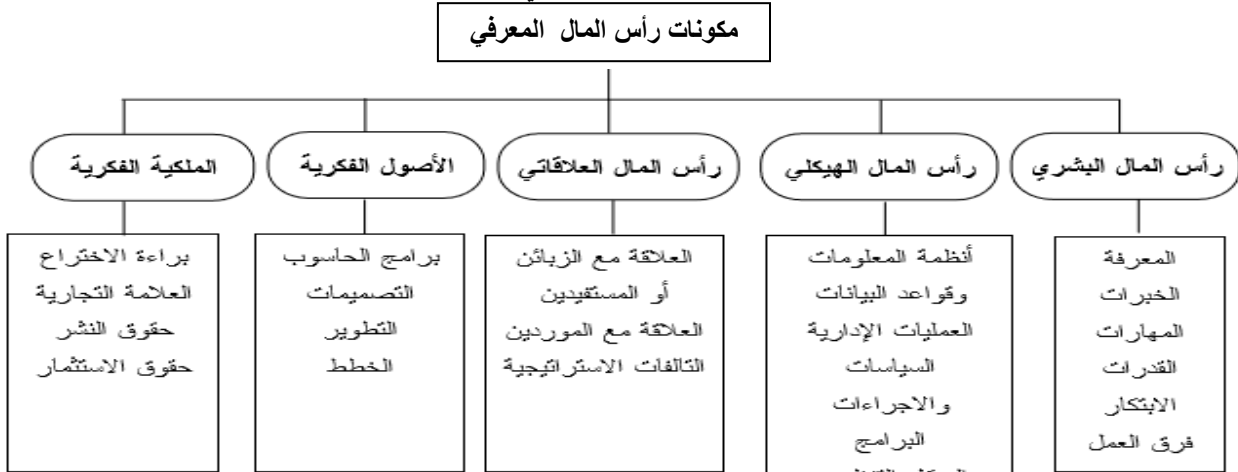 مكونات رأس المال المعرفي
رأس المال البشري
المعرفة
الخبرات
المهارات
القدرات
الابتكار
فرق العمل
رأس المال الهيكلي
أنظمة المعلومات
وقواعد البيانات
العمليات الإدارية
السياسات
والاجراءات
البرامج
رأس المال العلاقاتي
العلاقة مع الزبائن
أو المستفيدين
العلاقة مع الموردين
التالفات الاستراتيجية
الأصول الفكرية
برامج الحاسوب
التصميمات
التطوير
الخطط
الملكية الفكرية
براءة الاختراع
العلامة التجارية
حقوق النشر
حقوق الاستثمار